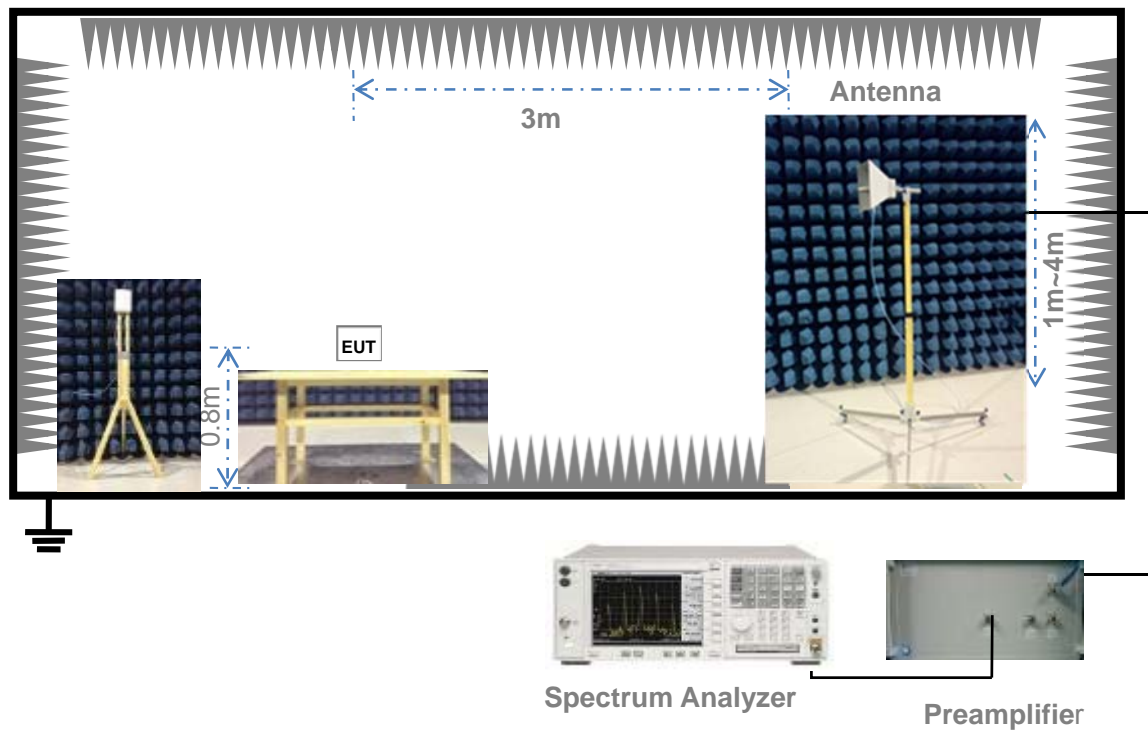 Antenna
3m
1m~4m
EUT
0.8m
Spectrum Analyzer
Preamplifier